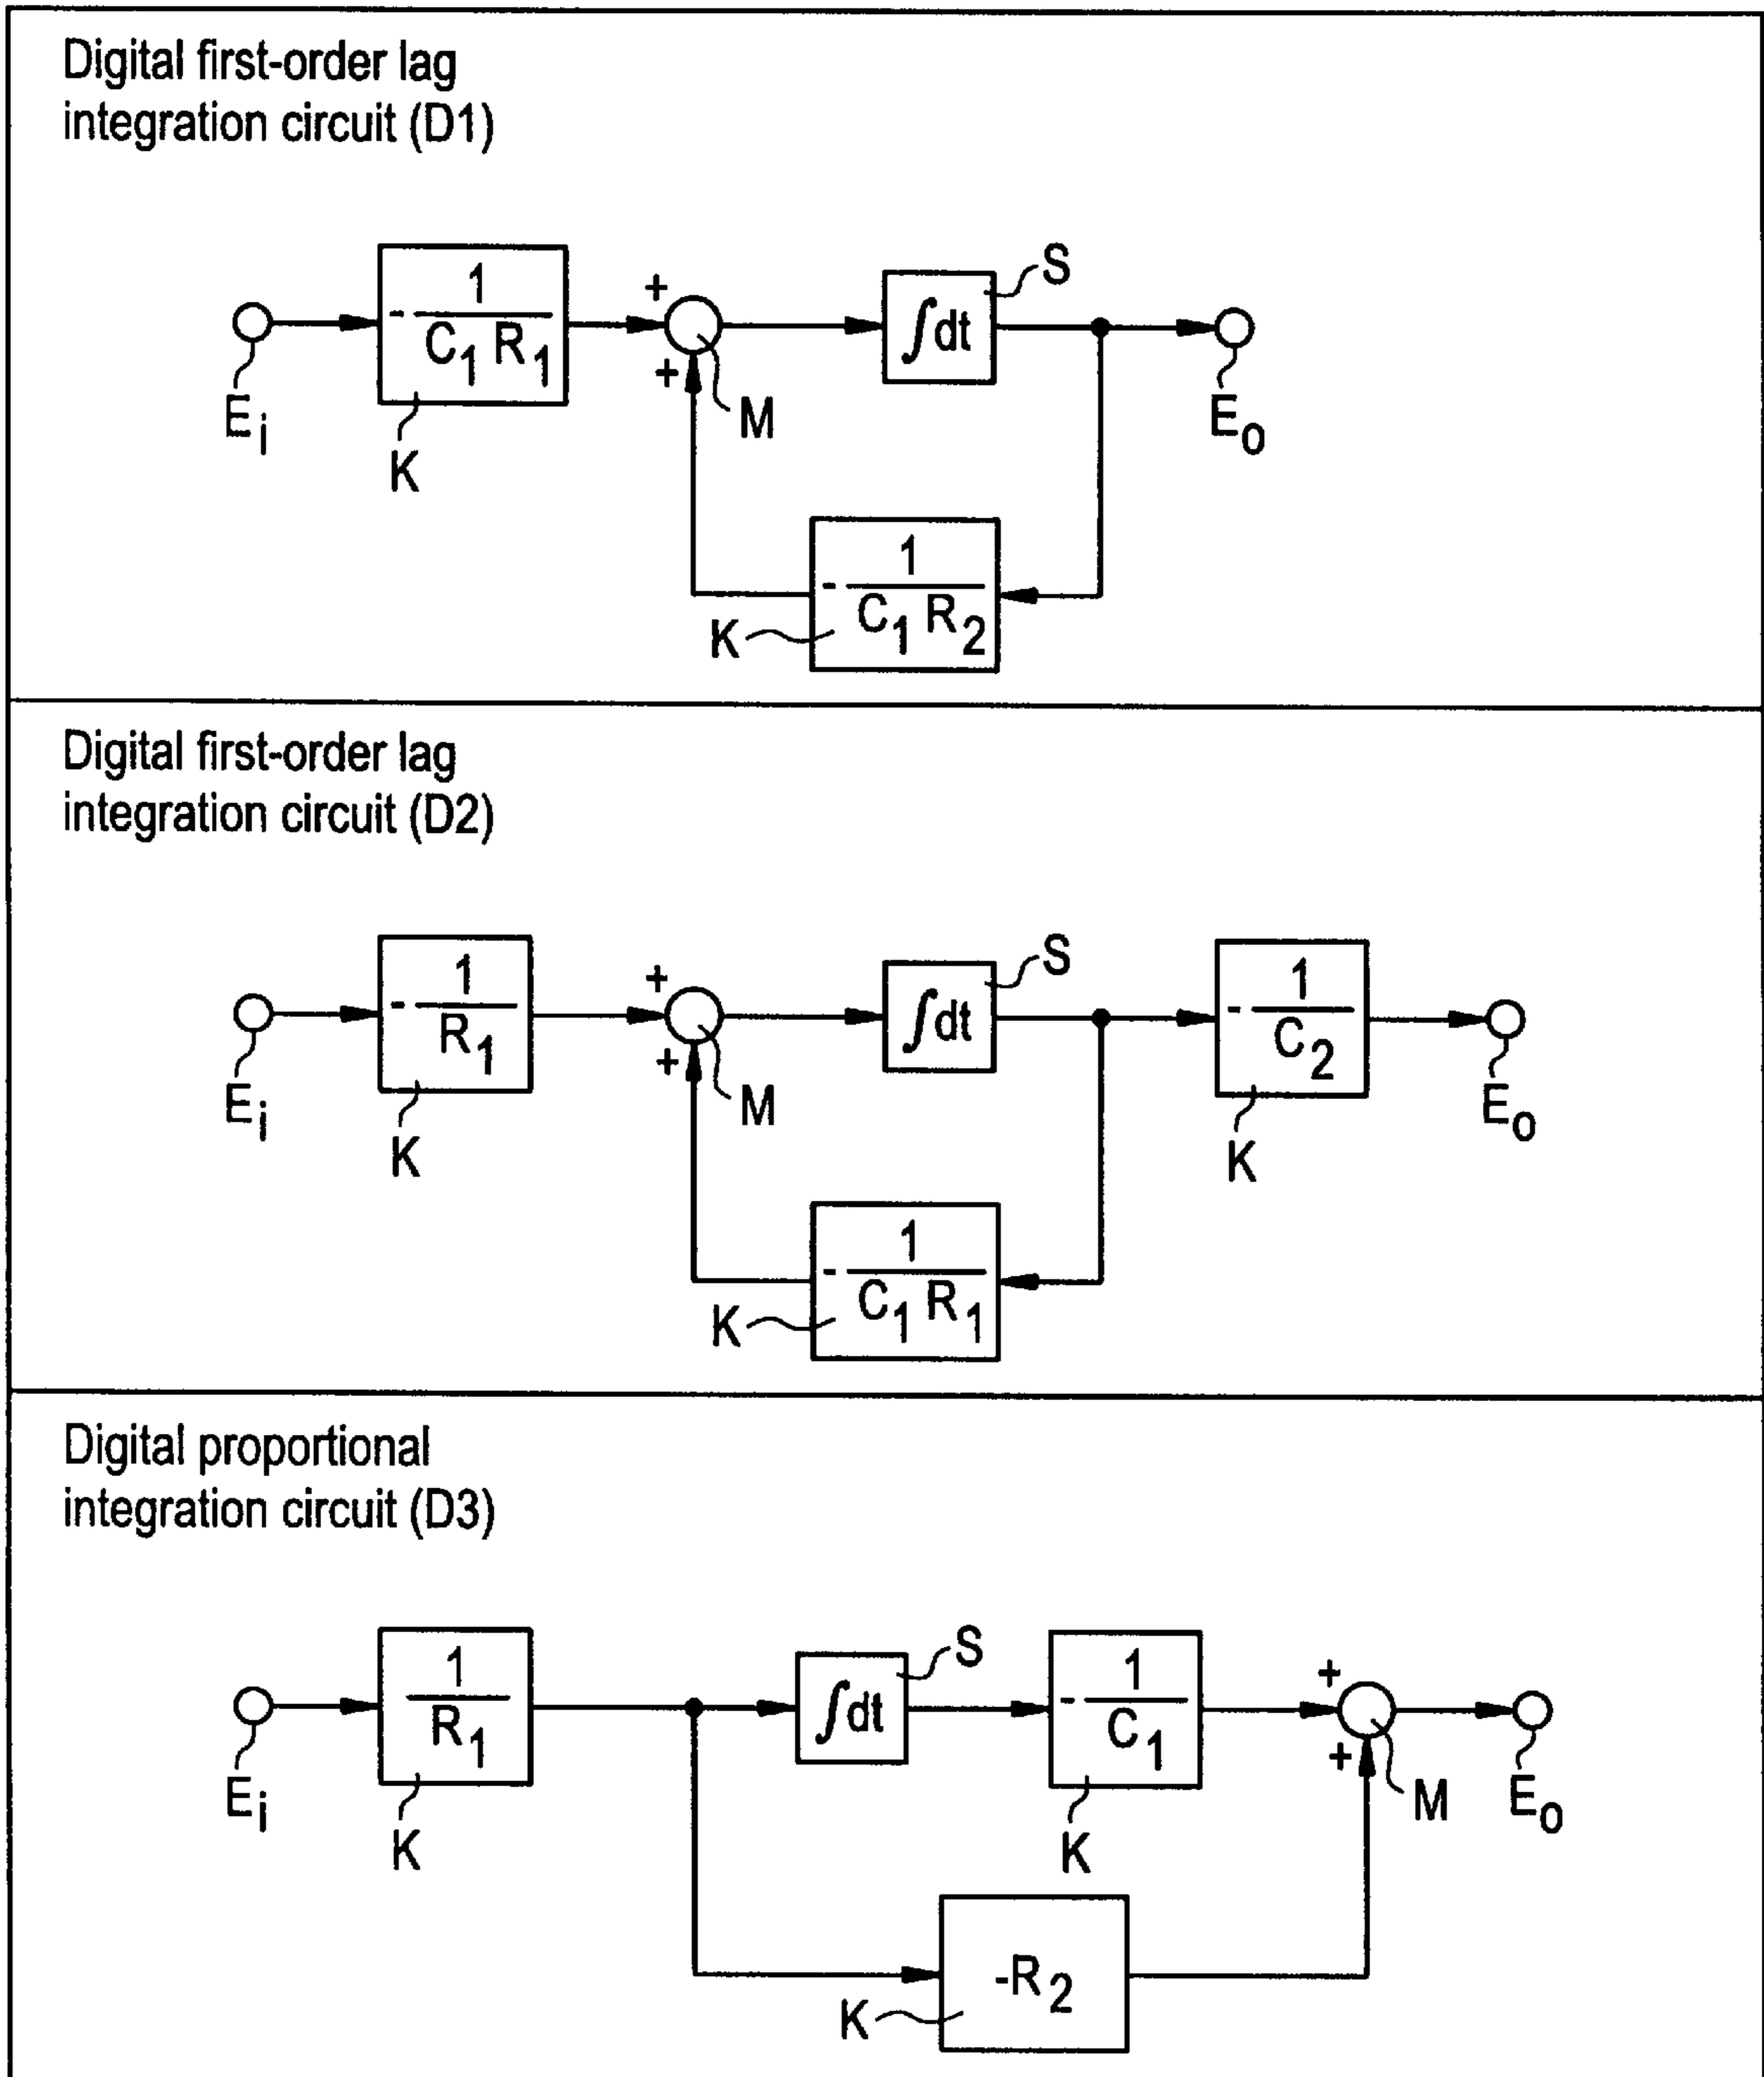 Digital first-order lag
integration circuit (D1)
- 1 / C1 R1
+
+
∫dt
S
Ei
K
M
Eo
- 1 / C1 R2
K
Digital first-order lag
integration circuit (D2)
- 1 / R1
+
+
∫dt
S
- 1 / C2
Ei
K
M
K
Eo
- 1 / C1 R1
K
Digital proportional
integration circuit (D3)
1 / R1
∫dt
S
- 1 / C1
+
+
Ei
K
K
M
Eo
-R2
K